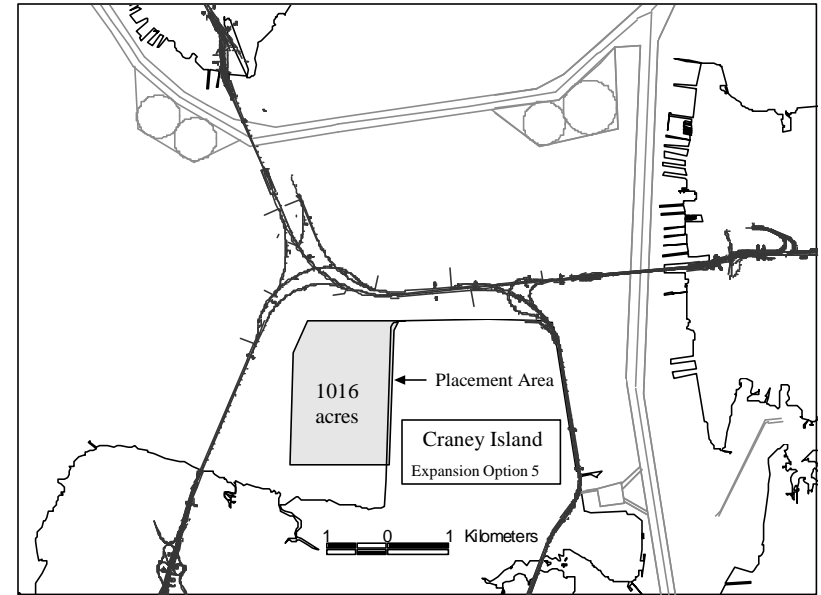 1016
acres
Placement Area
Craney Island
Expansion Option 5
1 0 1 Kilometers